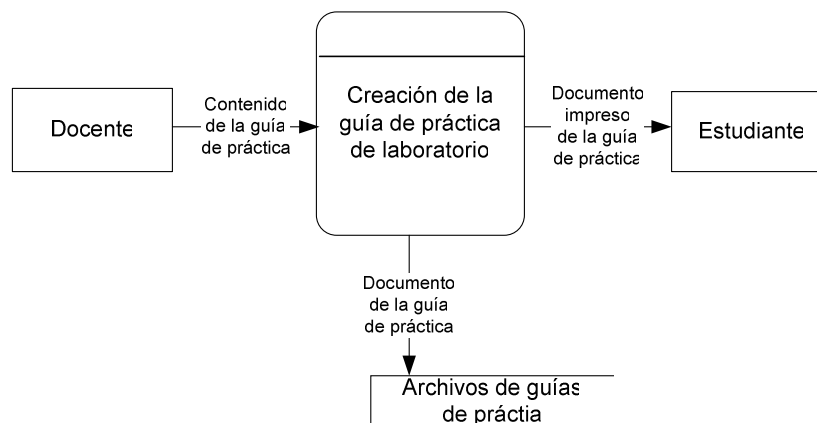 Docente
Contenido
de la guía
de práctica
Creación de la
guía de práctica
de laboratorio
Documento
impreso
de la guía
de práctica
Estudiante
Documento
de la guía
de práctica
Archivos de guías
de práctia